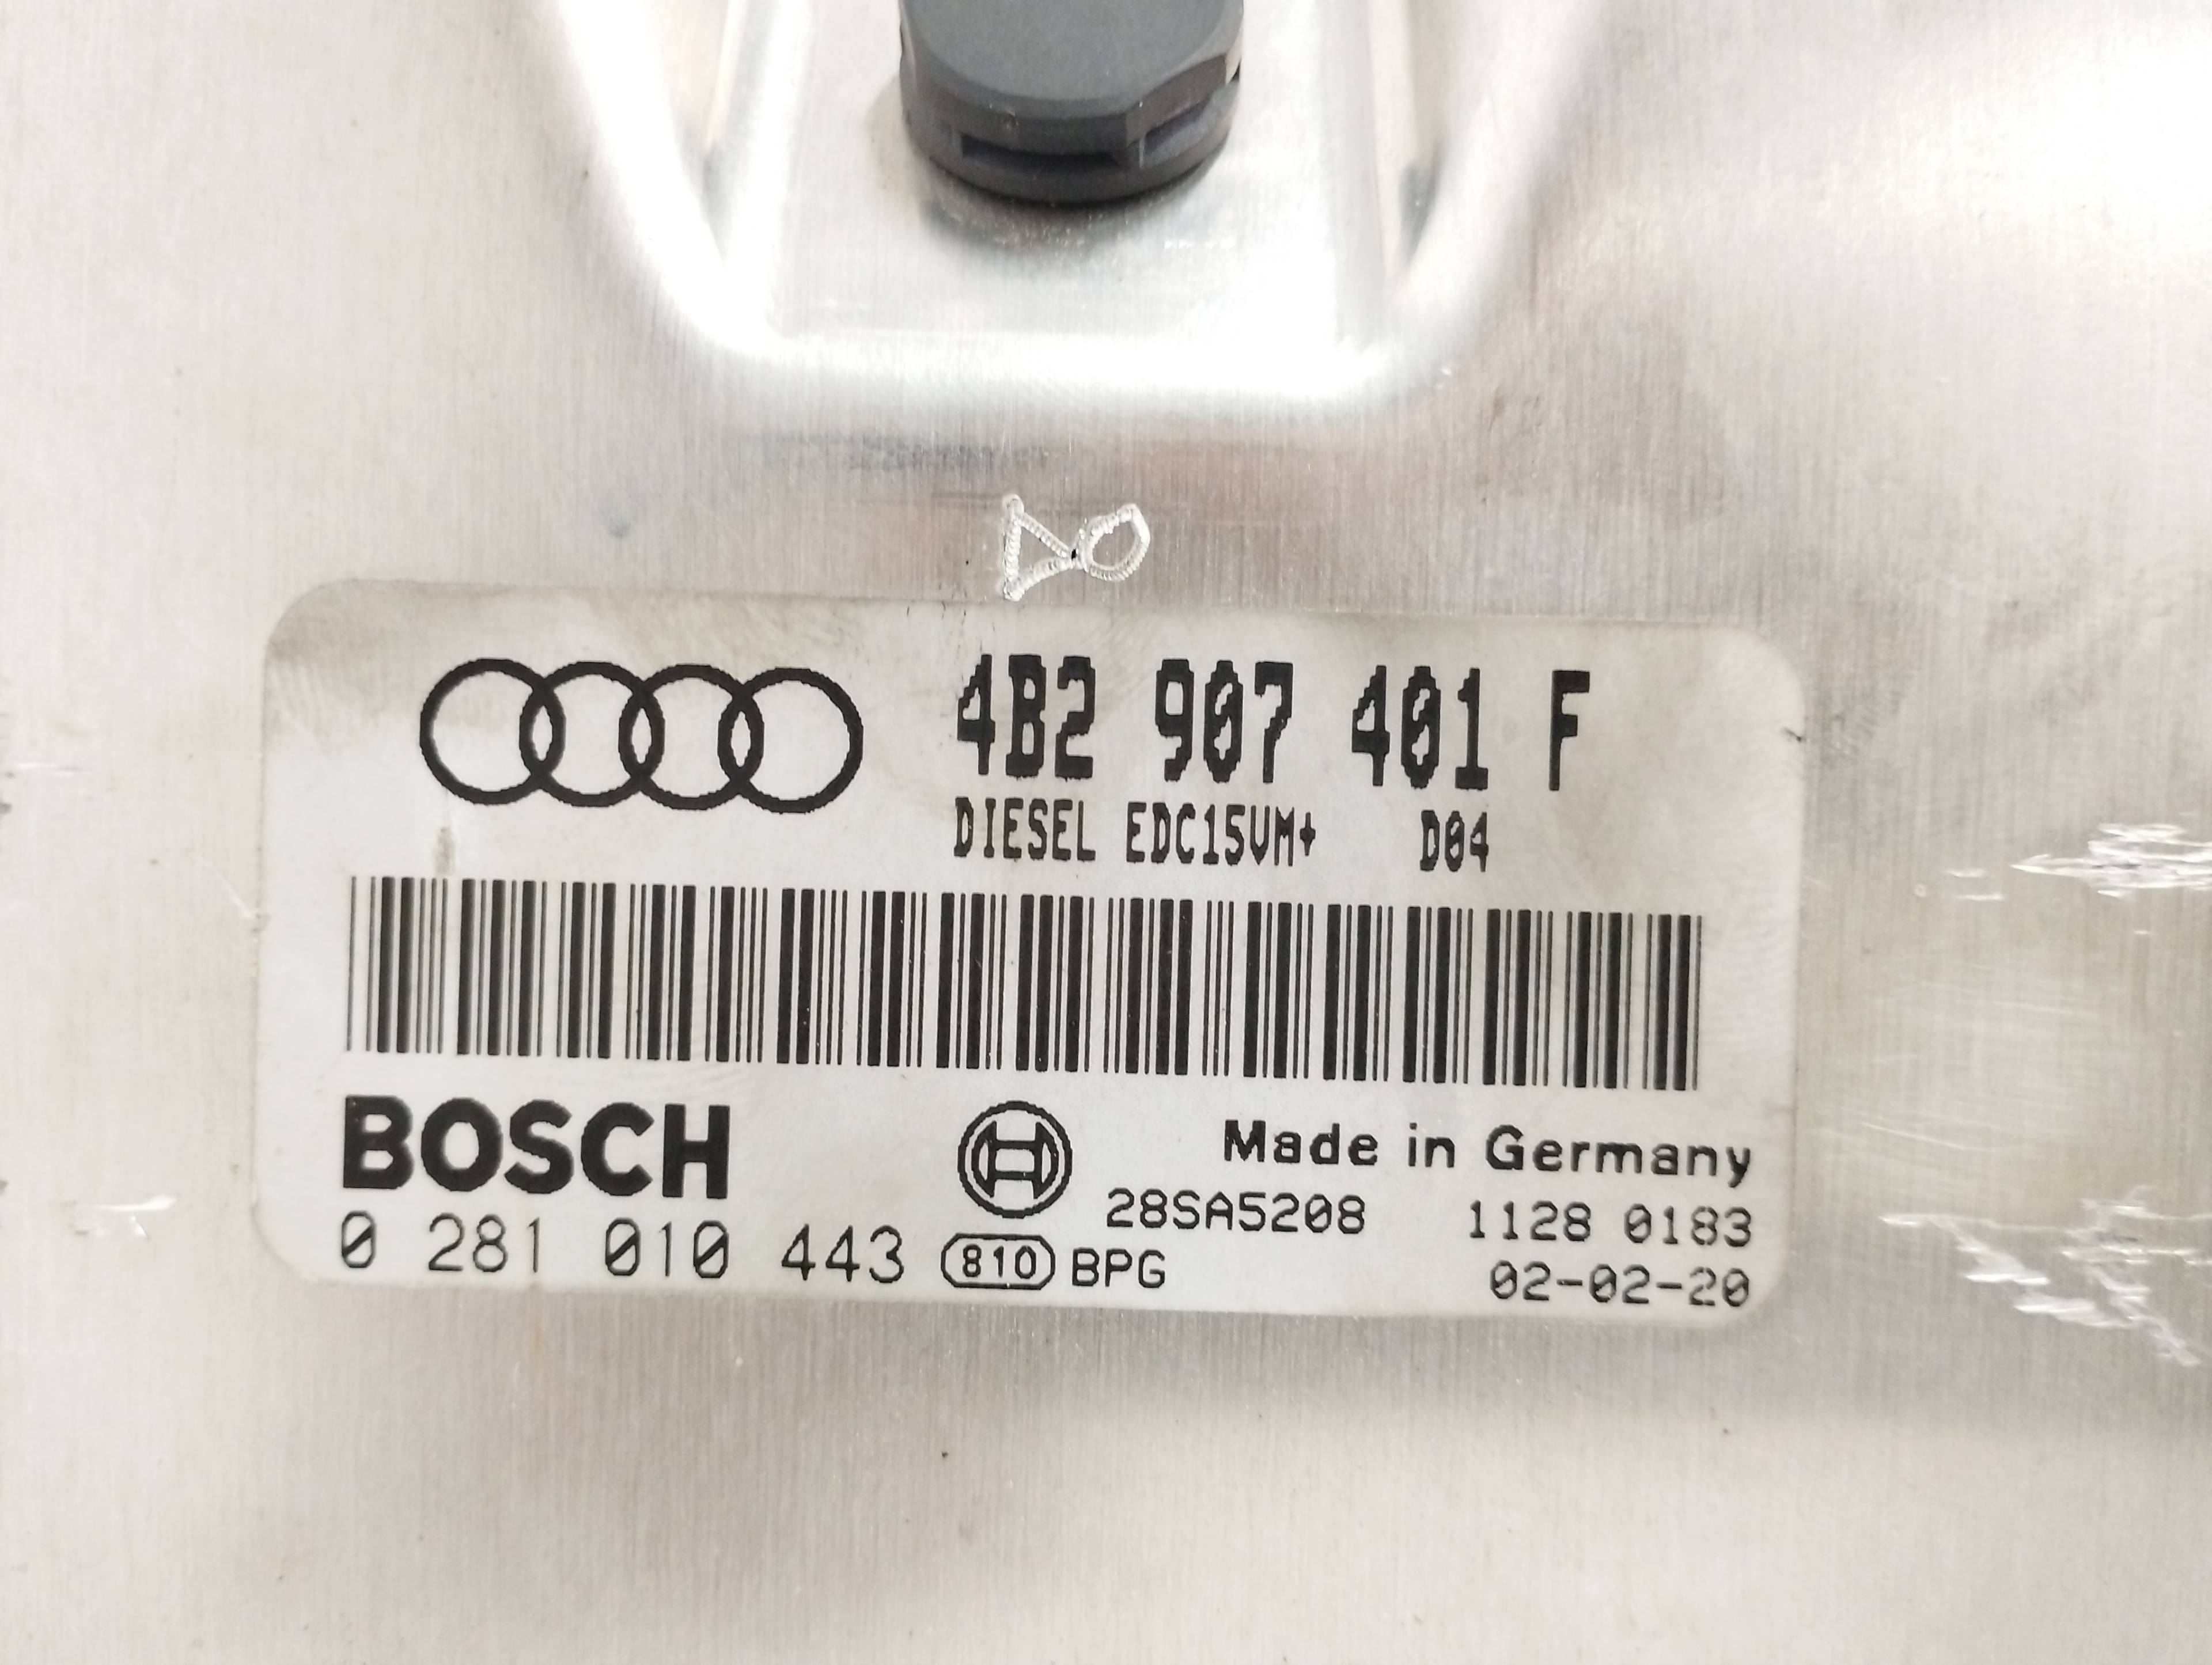 4B2 907 401 F
DIESEL EDC15VM+ D04
BOSCH
Made in Germany
28SA5208 1128 0183
0 281 010 443 810 BPG
02-02-20